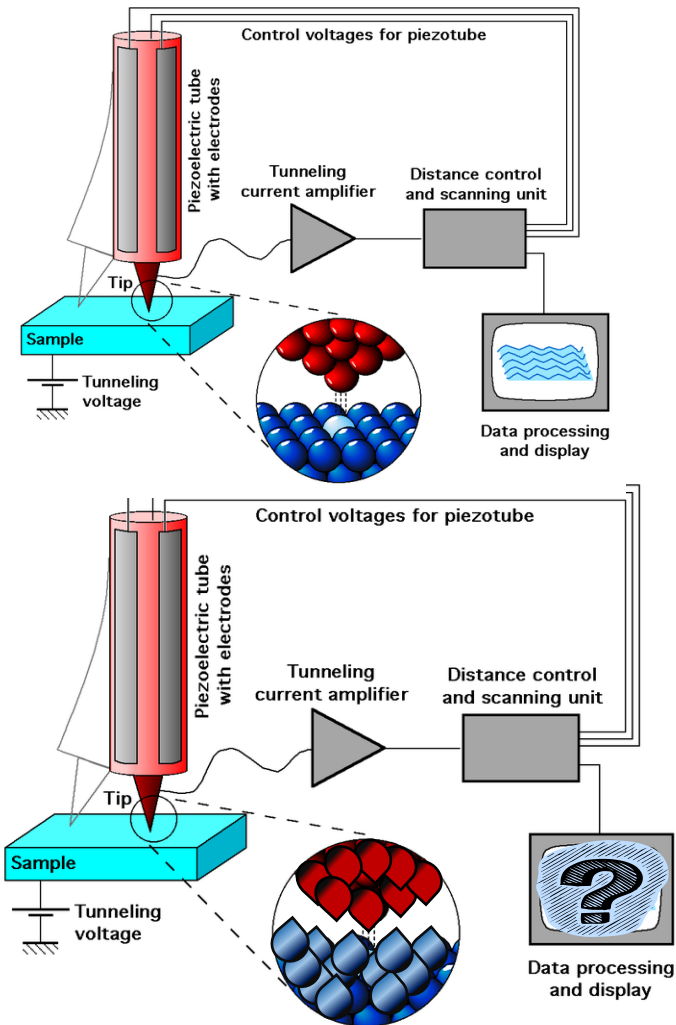 Control voltages for piezotube
Piezoelectric tube
with electrodes
Tunneling
current amplifier
Distance control
and scanning unit
Tip
Sample
Tunneling
voltage
Data processing
and display
Control voltages for piezotube
Piezoelectric tube
with electrodes
Tunneling
current amplifier
Distance control
and scanning unit
Tip
Sample
Tunneling
voltage
?
Data processing
and display